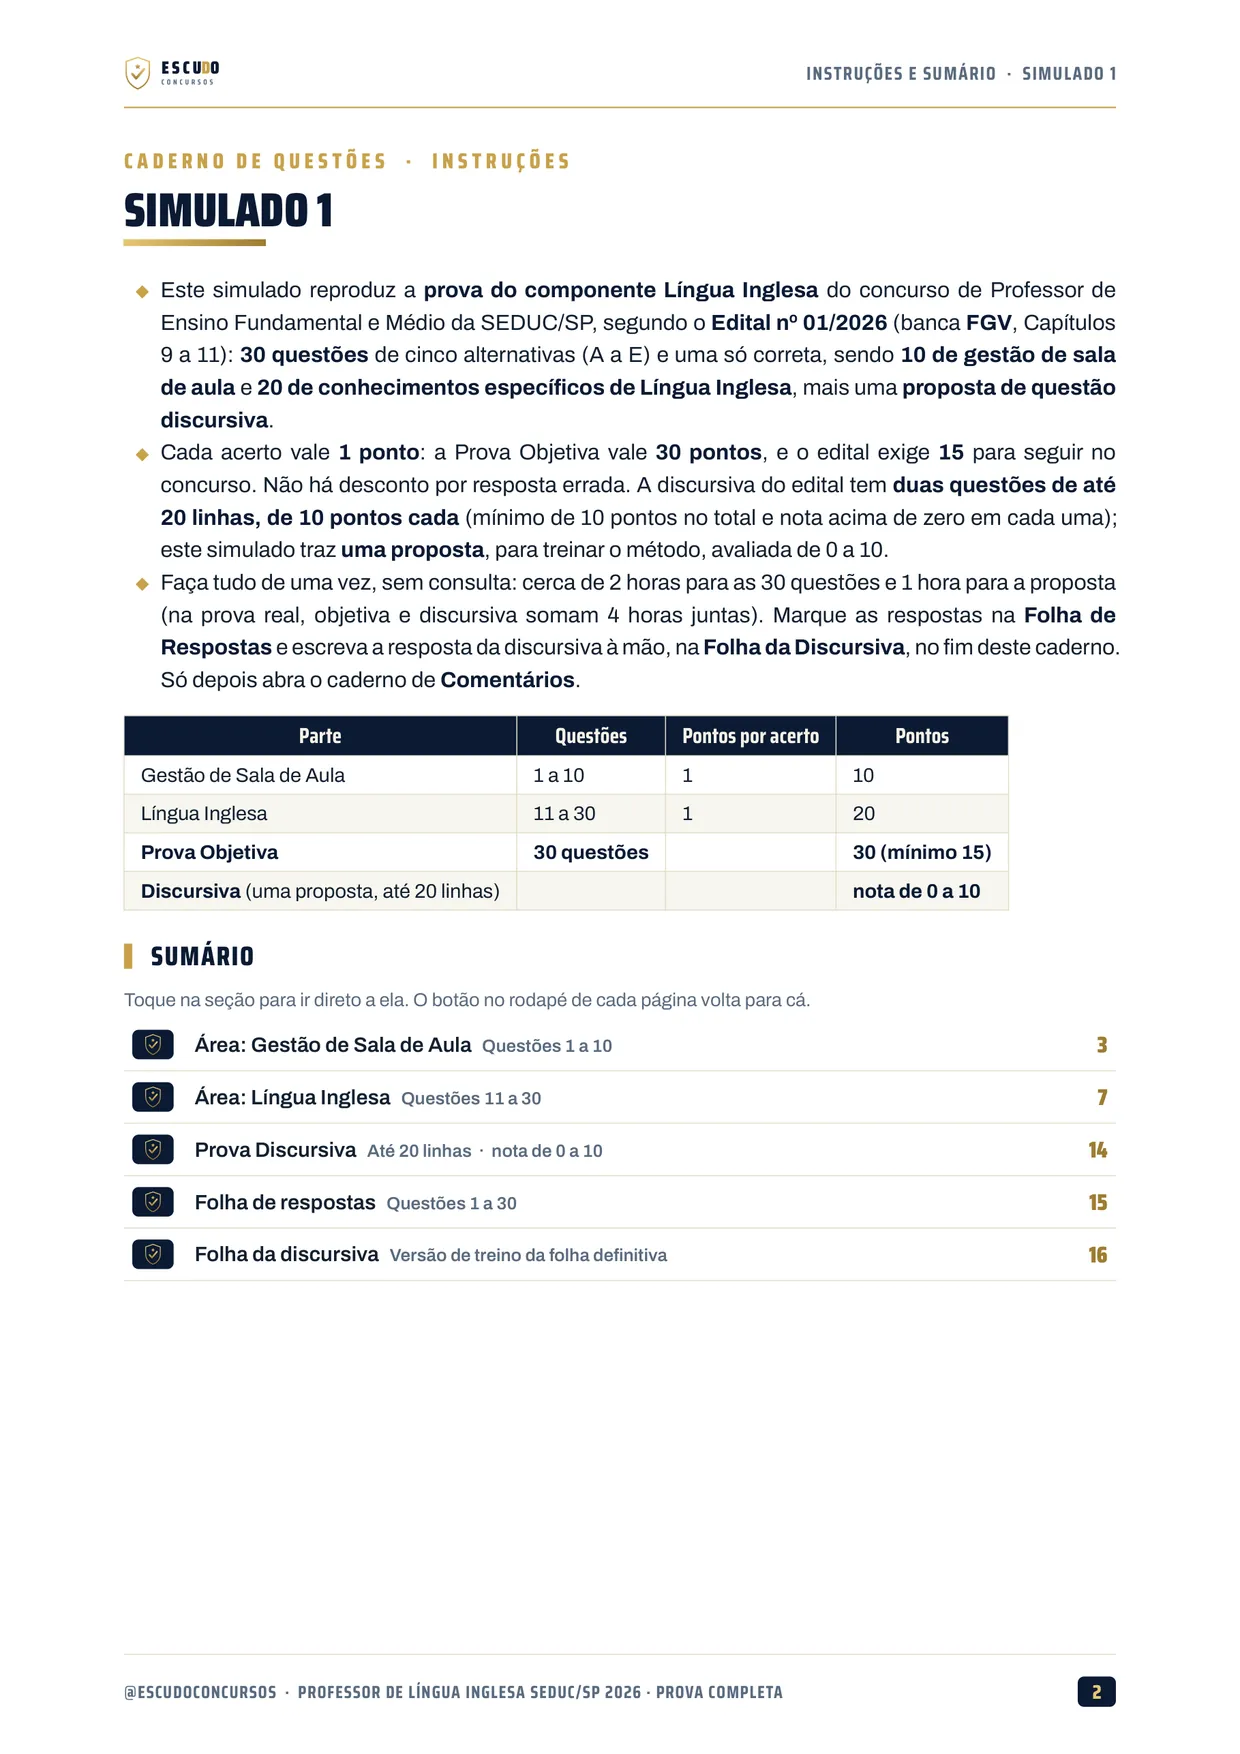 ESCUDO
CONCURSOS
INSTRUÇÕES E SUMÁRIO · SIMULADO 1
CADERNO DE QUESTÕES · INSTRUÇÕES
SIMULADO 1
Este simulado reproduz a prova do componente Língua Inglesa do concurso de Professor de
Ensino Fundamental e Médio da SEDUC/SP, segundo o Edital nº 01/2026 (banca FGV, Capítulos
9 a 11): 30 questões de cinco alternativas (A a E) e uma só correta, sendo 10 de gestão de sala
de aula e 20 de conhecimentos específicos de Língua Inglesa, mais uma proposta de questão
discursiva.
Cada acerto vale 1 ponto: a Prova Objetiva vale 30 pontos, e o edital exige 15 para seguir no
concurso. Não há desconto por resposta errada. A discursiva do edital tem duas questões de até
20 linhas, de 10 pontos cada (mínimo de 10 pontos no total e nota acima de zero em cada uma);
este simulado traz uma proposta, para treinar o método, avaliada de 0 a 10.
Faça tudo de uma vez, sem consulta: cerca de 2 horas para as 30 questões e 1 hora para a proposta
(na prova real, objetiva e discursiva somam 4 horas juntas). Marque as respostas na Folha de
Respostas e escreva a resposta da discursiva à mão, na Folha da Discursiva, no fim deste caderno.
Só depois abra o caderno de Comentários.
Parte Questões Pontos por acerto Pontos
Gestão de Sala de Aula 1 a 10 1 10
Língua Inglesa 11 a 30 1 20
Prova Objetiva 30 questões 30 (mínimo 15)
Discursiva (uma proposta, até 20 linhas) nota de 0 a 10
SUMÁRIO
Toque na seção para ir direto a ela. O botão no rodapé de cada página volta para cá.
Área: Gestão de Sala de Aula Questões 1 a 10 3
Área: Língua Inglesa Questões 11 a 30 7
Prova Discursiva Até 20 linhas · nota de 0 a 10 14
Folha de respostas Questões 1 a 30 15
Folha da discursiva Versão de treino da folha definitiva 16
@ESCUDOCONCURSOS · PROFESSOR DE LÍNGUA INGLESA SEDUC/SP 2026 · PROVA COMPLETA 2